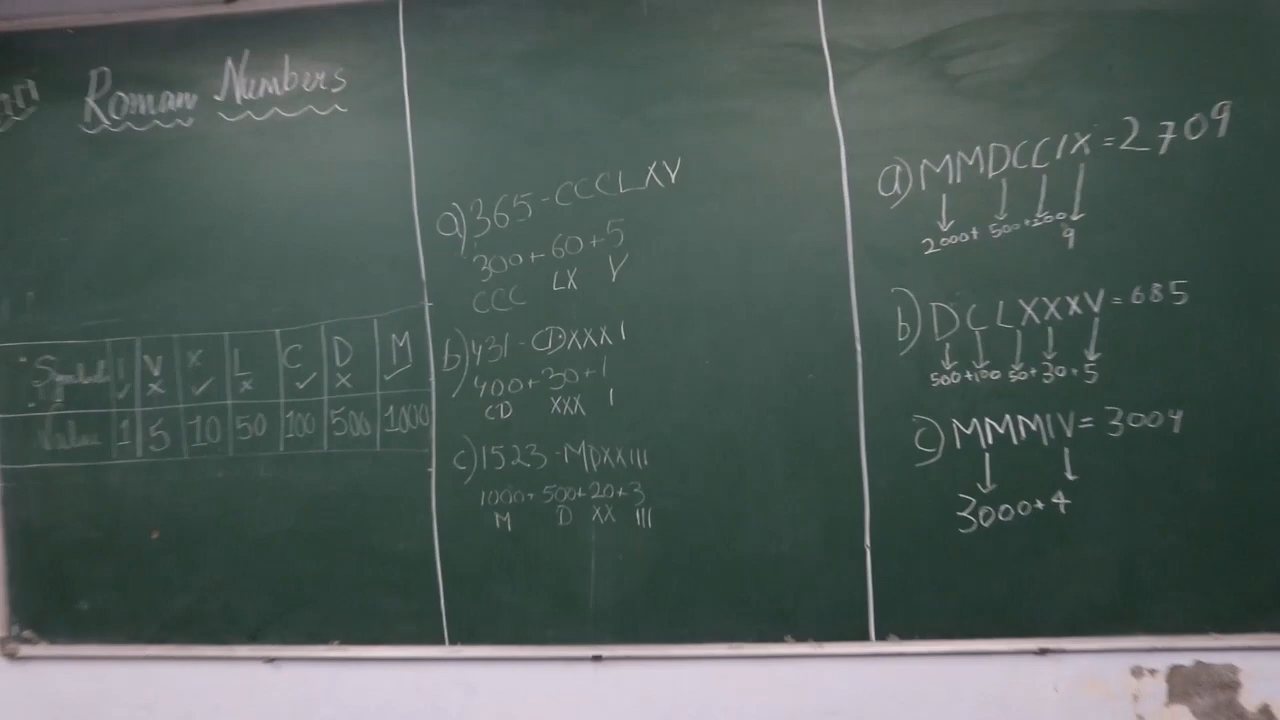 Roman Numbers
Symbol I V X L C D M
✓ × ✓ × ✓ × ✓
Value 1 5 10 50 100 500 1000
a) 365 - CCCLXV
300 + 60 + 5
CCC LX V
b) 431 - CDXXXI
400 + 30 + 1
CD XXX I
c) 1523 - MDXXIII
1000 + 500 + 20 + 3
M D XX III
a) MMDCCIX = 2709
2000 + 500 + 200
9
b) DCLXXXV = 685
500 + 100 50 + 30 + 5
c) MMMIV = 3004
3000 + 4